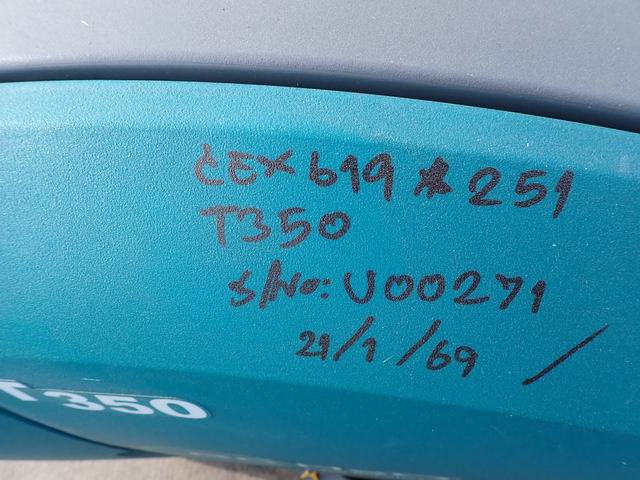 CEX 619 * 251
T350
S/No: U00271
21/1/69 /
T350